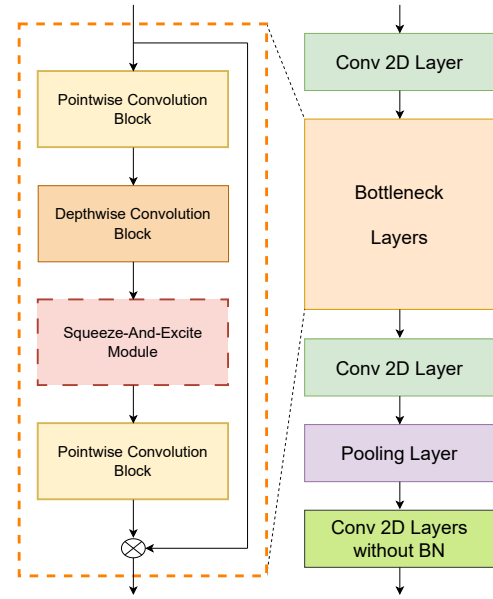 Pointwise Convolution
Block
Depthwise Convolution
Block
Squeeze-And-Excite
Module
Pointwise Convolution
Block
Conv 2D Layer
Bottleneck
Layers
Conv 2D Layer
Pooling Layer
Conv 2D Layers
without BN